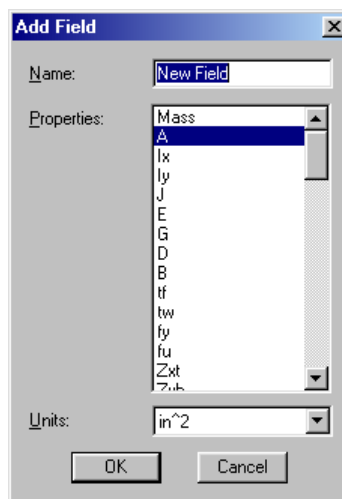 Add Field
Name: New Field
Properties: Mass
A
Ix
Iy
J
E
G
D
B
tf
tw
fy
fu
Zxt
Units: in^2
OK Cancel